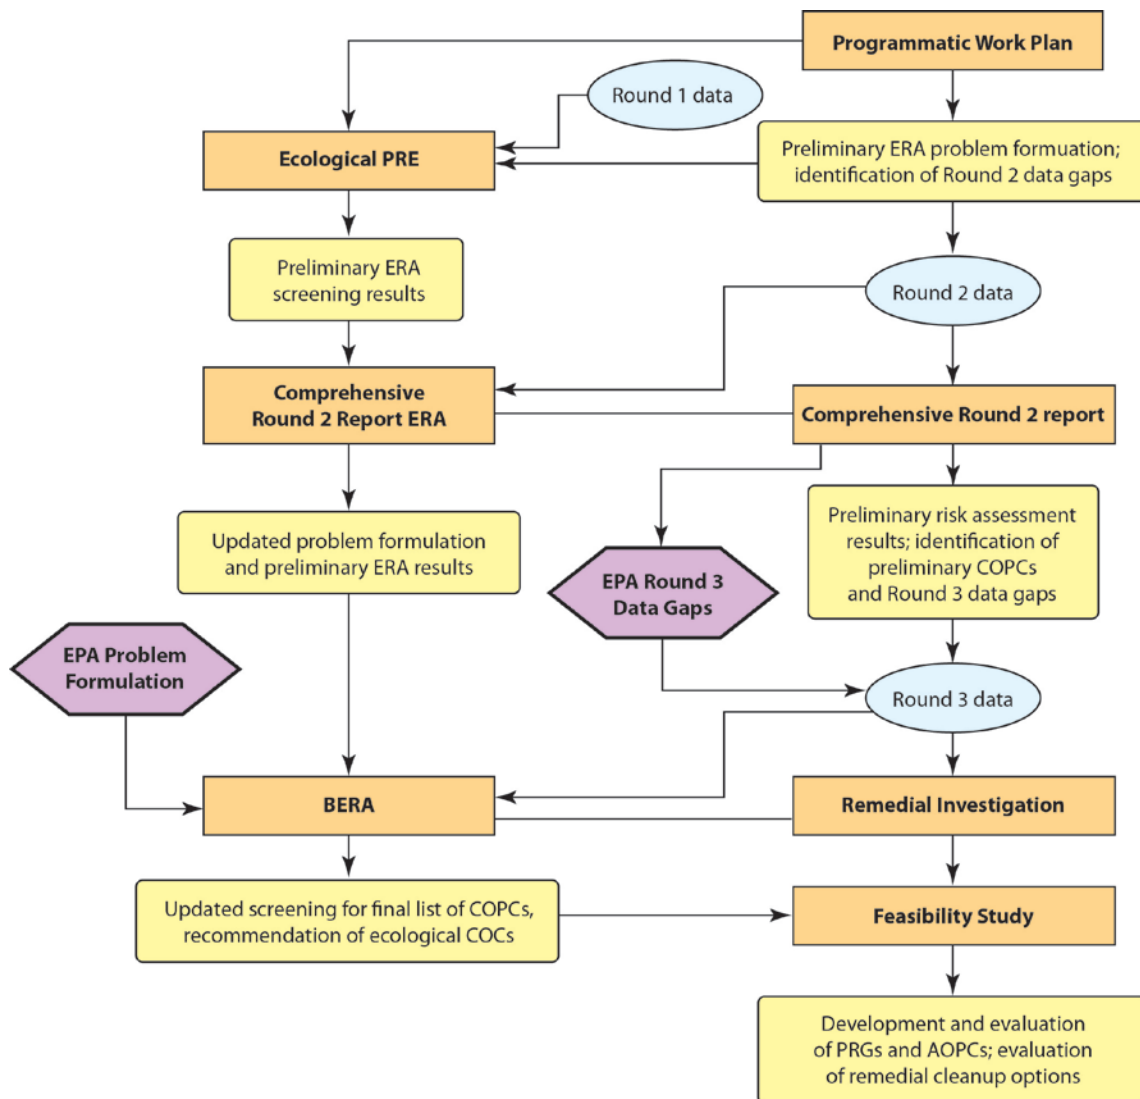 Programmatic Work Plan
Round 1 data
Ecological PRE
Preliminary ERA problem formuation;
identification of Round 2 data gaps
Preliminary ERA
screening results
Round 2 data
Comprehensive
Round 2 Report ERA
Comprehensive Round 2 report
Updated problem formulation
and preliminary ERA results
Preliminary risk assessment
results; identification of
preliminary COPCs
and Round 3 data gaps
EPA Round 3
Data Gaps
EPA Problem
Formulation
Round 3 data
BERA
Remedial Investigation
Updated screening for final list of COPCs,
recommendation of ecological COCs
Feasibility Study
Development and evaluation
of PRGs and AOPCs; evaluation
of remedial cleanup options